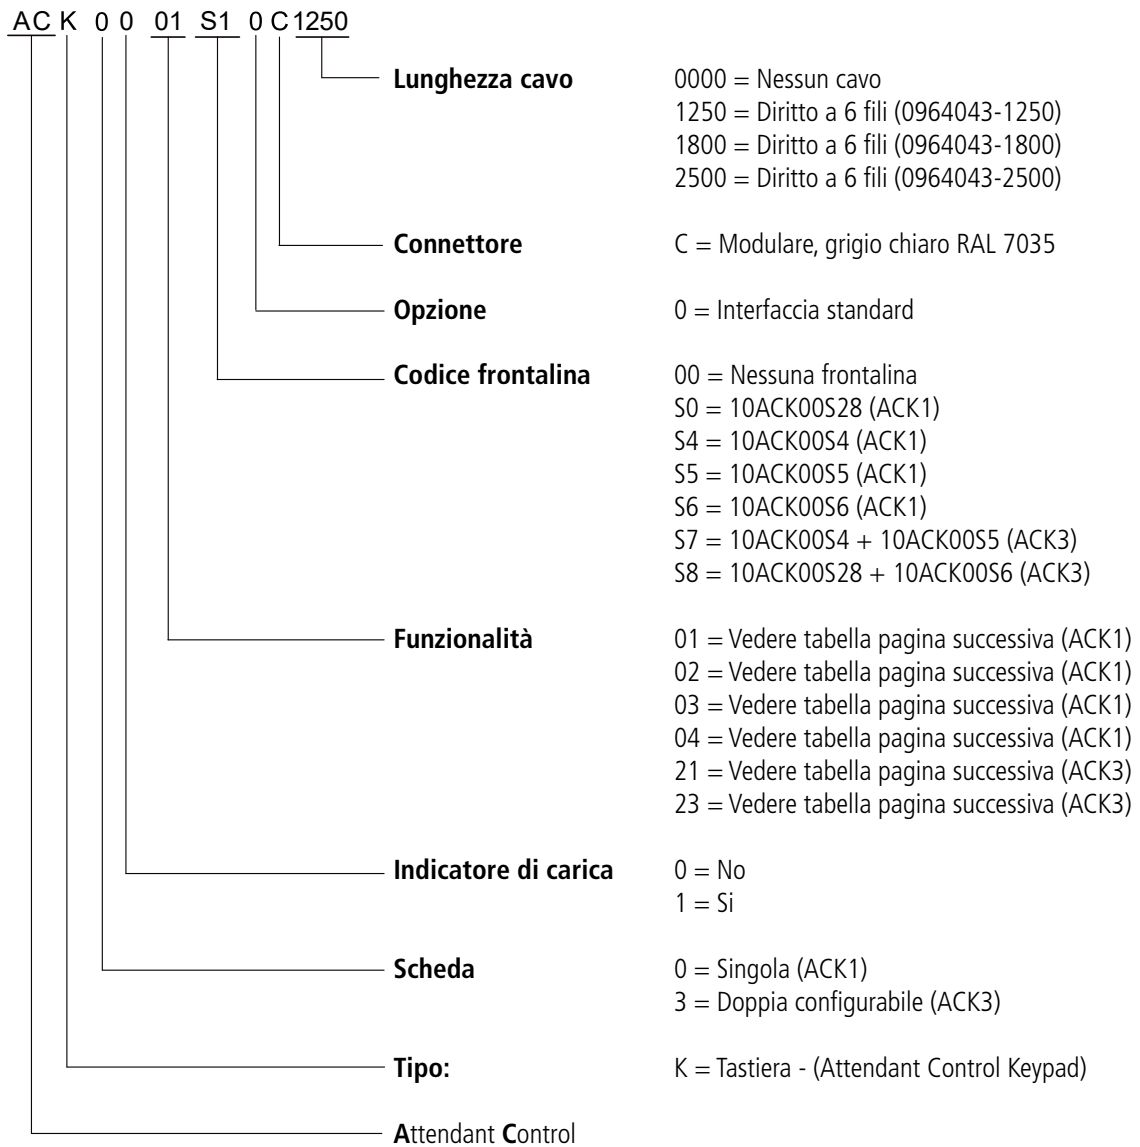 AC K 0 0 01 S1 0 C 1250
Lunghezza cavo 0000 = Nessun cavo
1250 = Diritto a 6 fili (0964043-1250)
1800 = Diritto a 6 fili (0964043-1800)
2500 = Diritto a 6 fili (0964043-2500)
Connettore C = Modulare, grigio chiaro RAL 7035
Opzione 0 = Interfaccia standard
Codice frontalina 00 = Nessuna frontalina
S0 = 10ACK00S28 (ACK1)
S4 = 10ACK00S4 (ACK1)
S5 = 10ACK00S5 (ACK1)
S6 = 10ACK00S6 (ACK1)
S7 = 10ACK00S4 + 10ACK00S5 (ACK3)
S8 = 10ACK00S28 + 10ACK00S6 (ACK3)
Funzionalità 01 = Vedere tabella pagina successiva (ACK1)
02 = Vedere tabella pagina successiva (ACK1)
03 = Vedere tabella pagina successiva (ACK1)
04 = Vedere tabella pagina successiva (ACK1)
21 = Vedere tabella pagina successiva (ACK3)
23 = Vedere tabella pagina successiva (ACK3)
Indicatore di carica 0 = No
1 = Si
Scheda 0 = Singola (ACK1)
3 = Doppia configurabile (ACK3)
Tipo: K = Tastiera - (Attendant Control Keypad)
Attendant Control